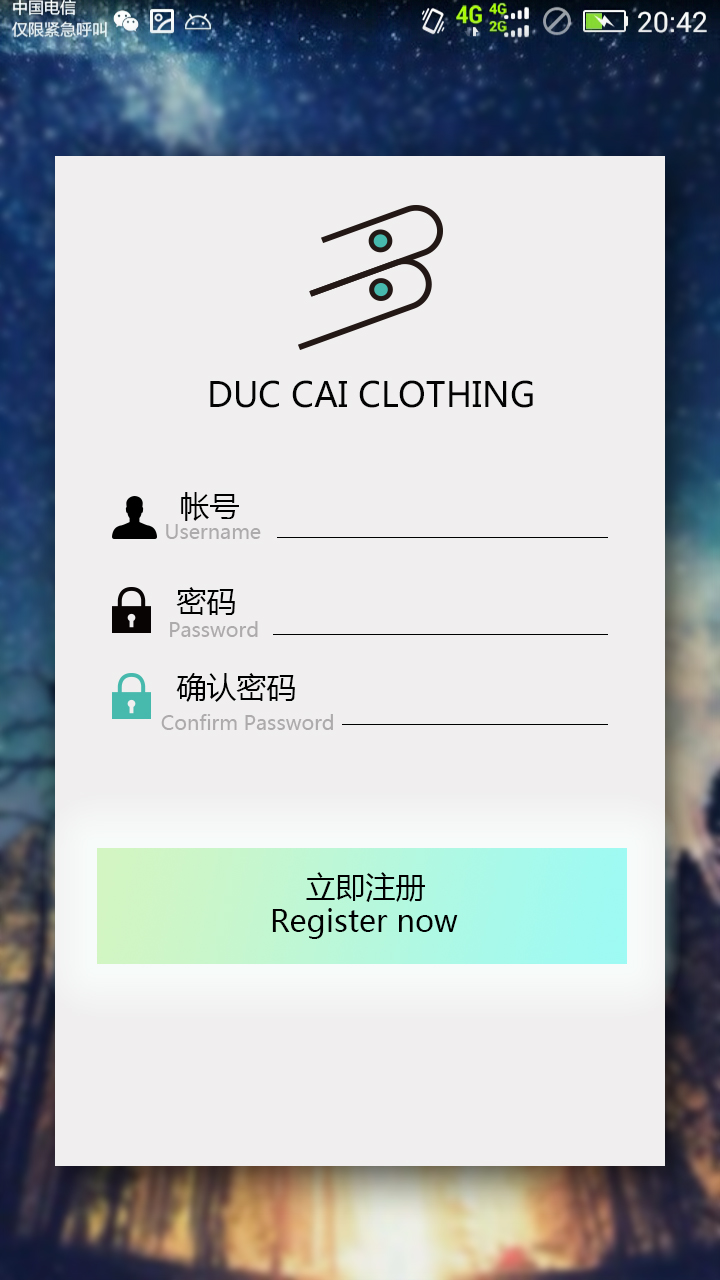 中国电信
仅限紧急呼叫
4G 4G 2G 20:42
DUC CAI CLOTHING
帐号
Username
密码
Password
确认密码
Confirm Password
立即注册
Register now